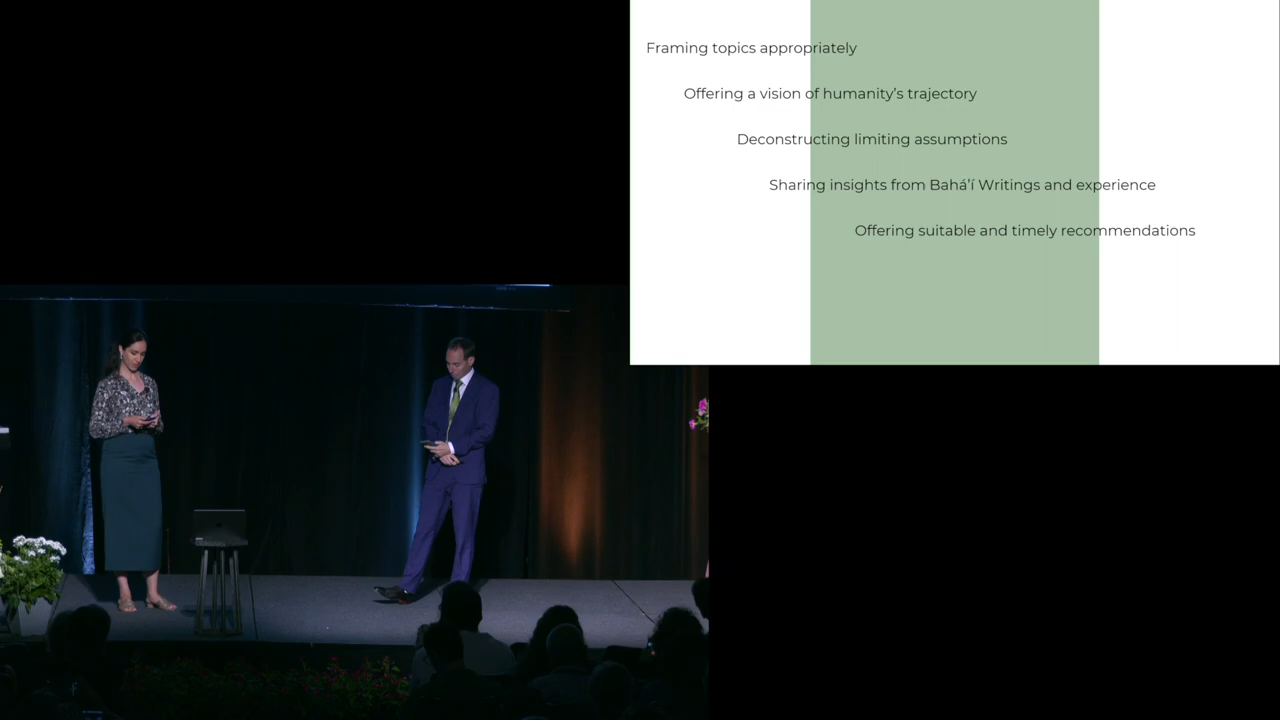 Framing topics appropriately
Offering a vision of humanity’s trajectory
Deconstructing limiting assumptions
Sharing insights from Bahá’í Writings and experience
Offering suitable and timely recommendations